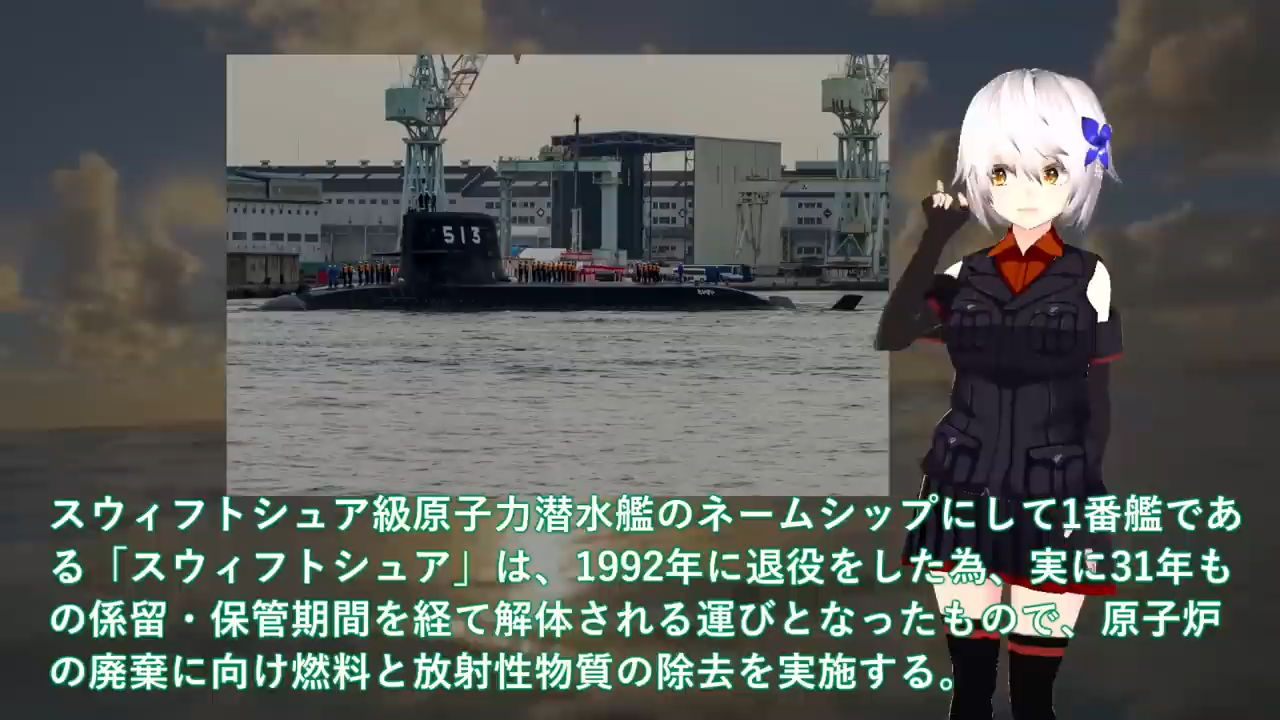 513
スウィフトシュア級原子力潜水艦のネームシップにして1番艦であ
る「スウィフトシュア」は、1992年に退役をした為、実に31年も
の係留・保管期間を経て解体される運びとなったもので、原子炉
の廃棄に向け燃料と放射性物質の除去を実施する。